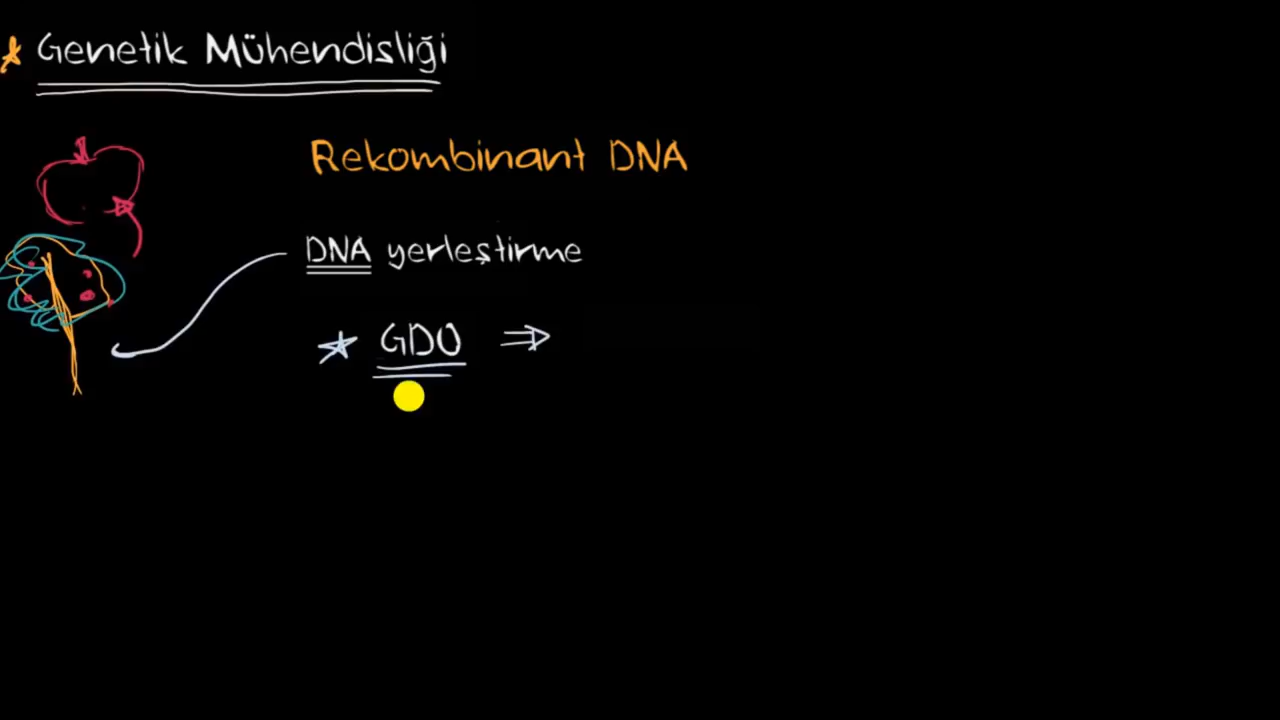 Genetik Mühendisliği
Rekombinant DNA
DNA yerleştirme
GDO ⇒